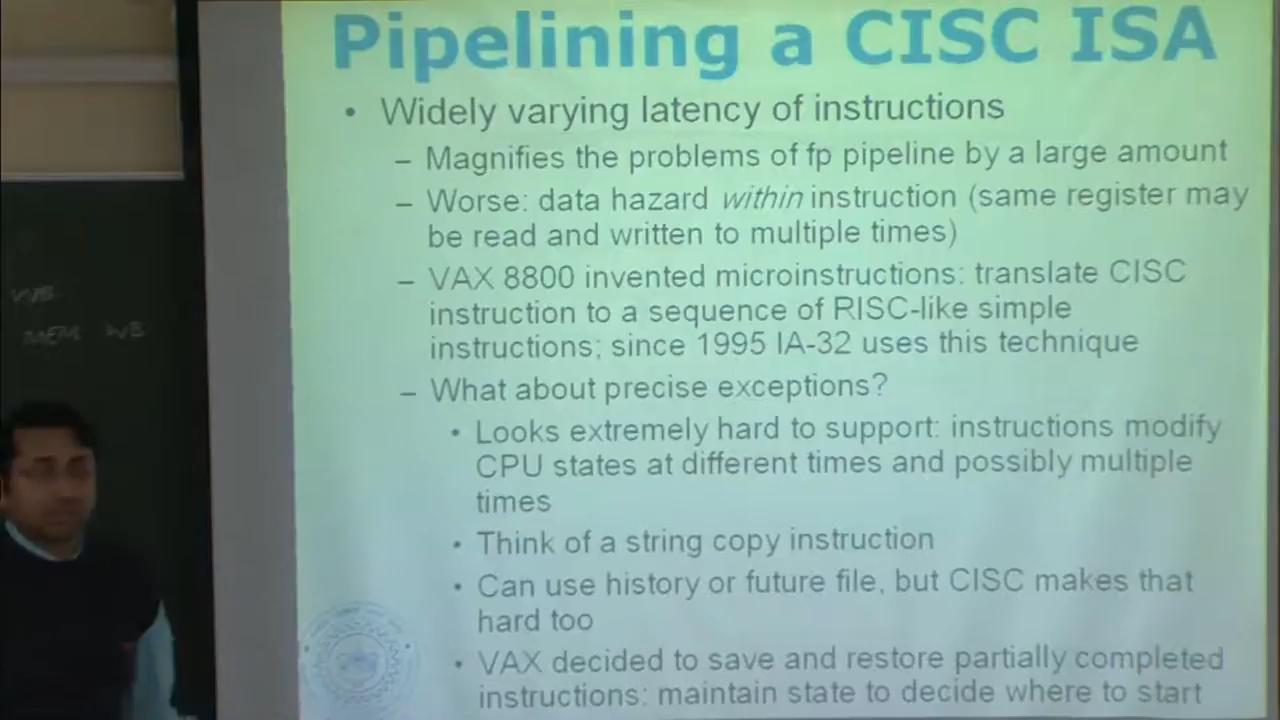 Pipelining a CISC ISA
• Widely varying latency of instructions
– Magnifies the problems of fp pipeline by a large amount
– Worse: data hazard within instruction (same register may
be read and written to multiple times)
– VAX 8800 invented microinstructions: translate CISC
instruction to a sequence of RISC-like simple
instructions; since 1995 IA-32 uses this technique
– What about precise exceptions?
• Looks extremely hard to support: instructions modify
CPU states at different times and possibly multiple
times
• Think of a string copy instruction
• Can use history or future file, but CISC makes that
hard too
• VAX decided to save and restore partially completed
instructions: maintain state to decide where to start
WB
MEM WB